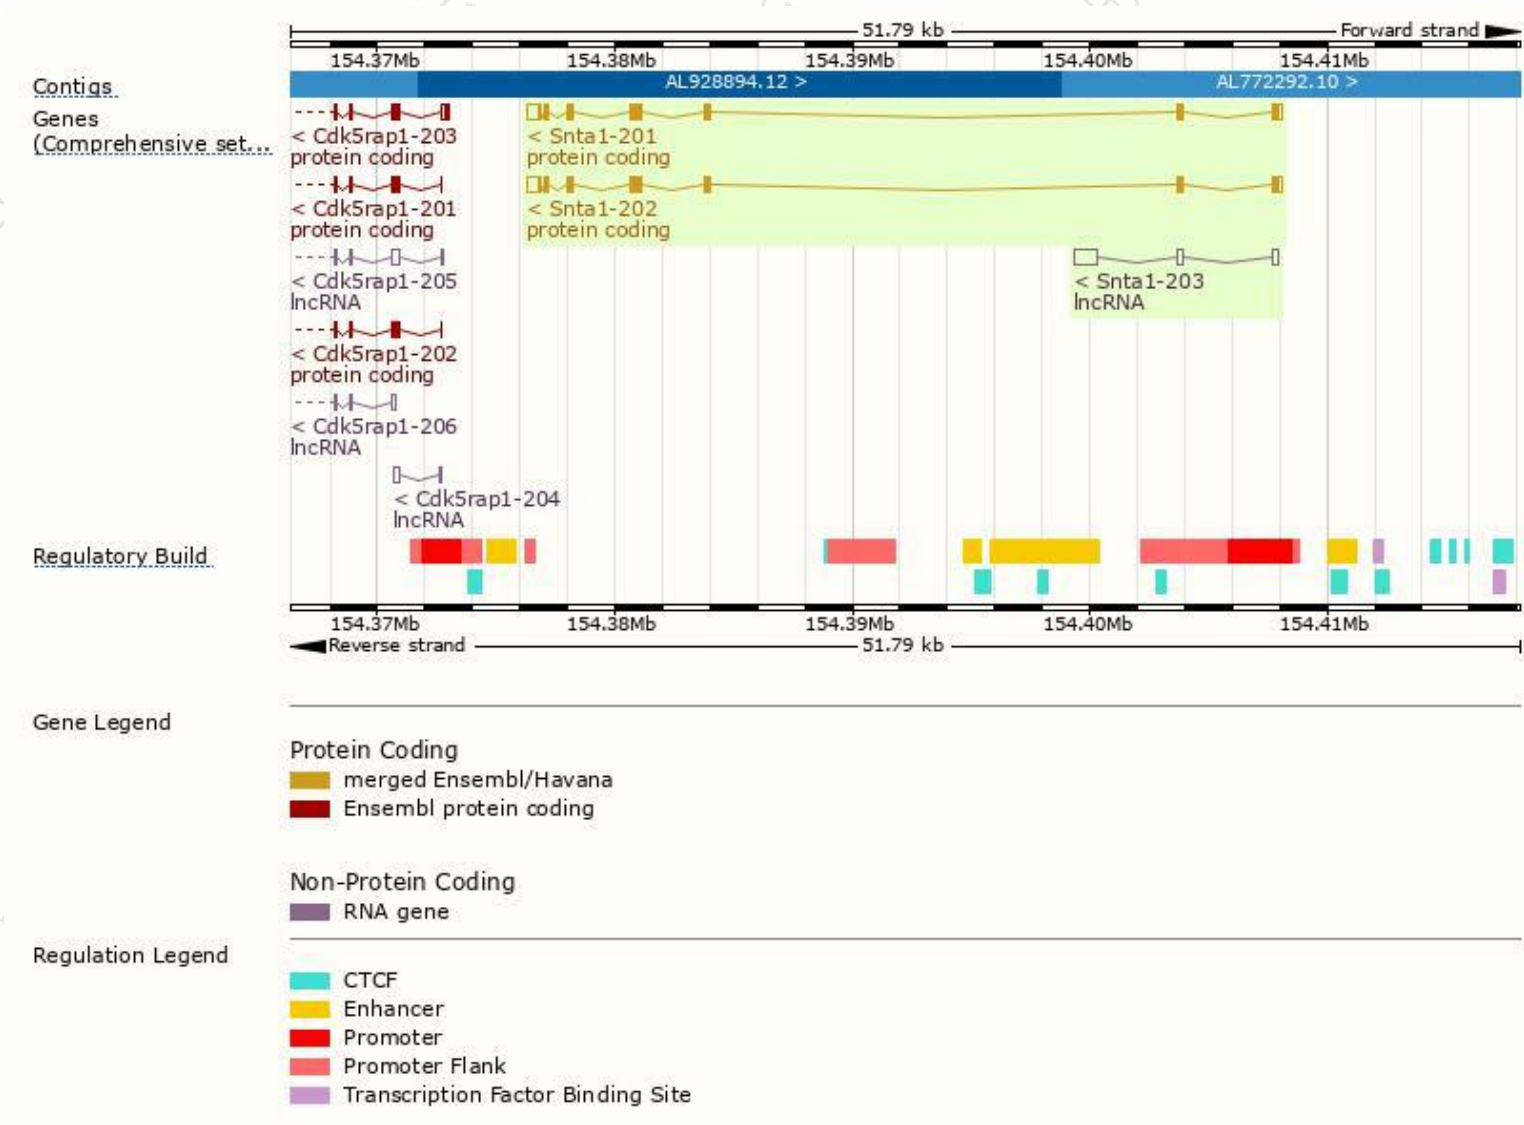 51.79 kb Forward strand
154.37Mb 154.38Mb 154.39Mb 154.40Mb 154.41Mb
Contigs AL928894.12 > AL772292.10 >
Genes
(Comprehensive set...
< Cdk5rap1-203 < Snta1-201
protein coding protein coding
< Cdk5rap1-201 < Snta1-202
protein coding protein coding
< Cdk5rap1-205 < Snta1-203
lncRNA lncRNA
< Cdk5rap1-202
protein coding
< Cdk5rap1-206
lncRNA
< Cdk5rap1-204
lncRNA
Regulatory Build
154.37Mb 154.38Mb 154.39Mb 154.40Mb 154.41Mb
Reverse strand 51.79 kb
Gene Legend
Protein Coding
merged Ensembl/Havana
Ensembl protein coding
Non-Protein Coding
RNA gene
Regulation Legend
CTCF
Enhancer
Promoter
Promoter Flank
Transcription Factor Binding Site